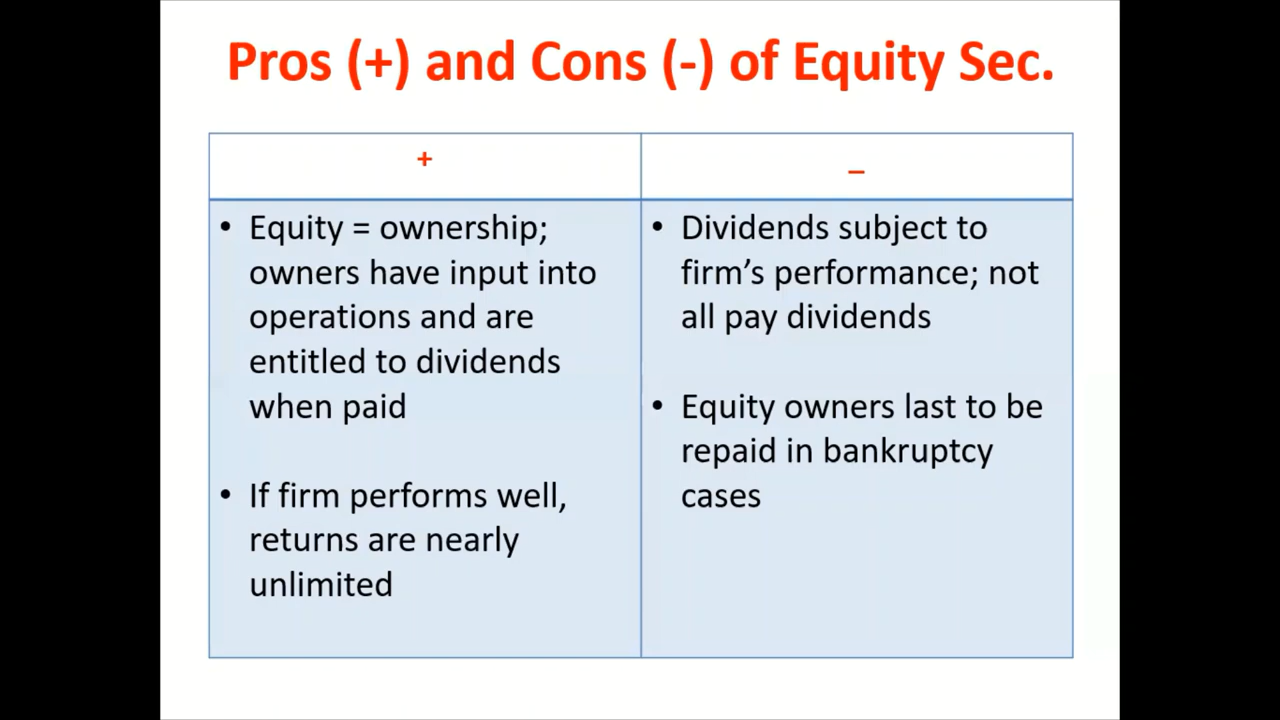 Pros (+) and Cons (-) of Equity Sec.
+
–
• Equity = ownership;
owners have input into
operations and are
entitled to dividends
when paid
• If firm performs well,
returns are nearly
unlimited
• Dividends subject to
firm’s performance; not
all pay dividends
• Equity owners last to be
repaid in bankruptcy
cases